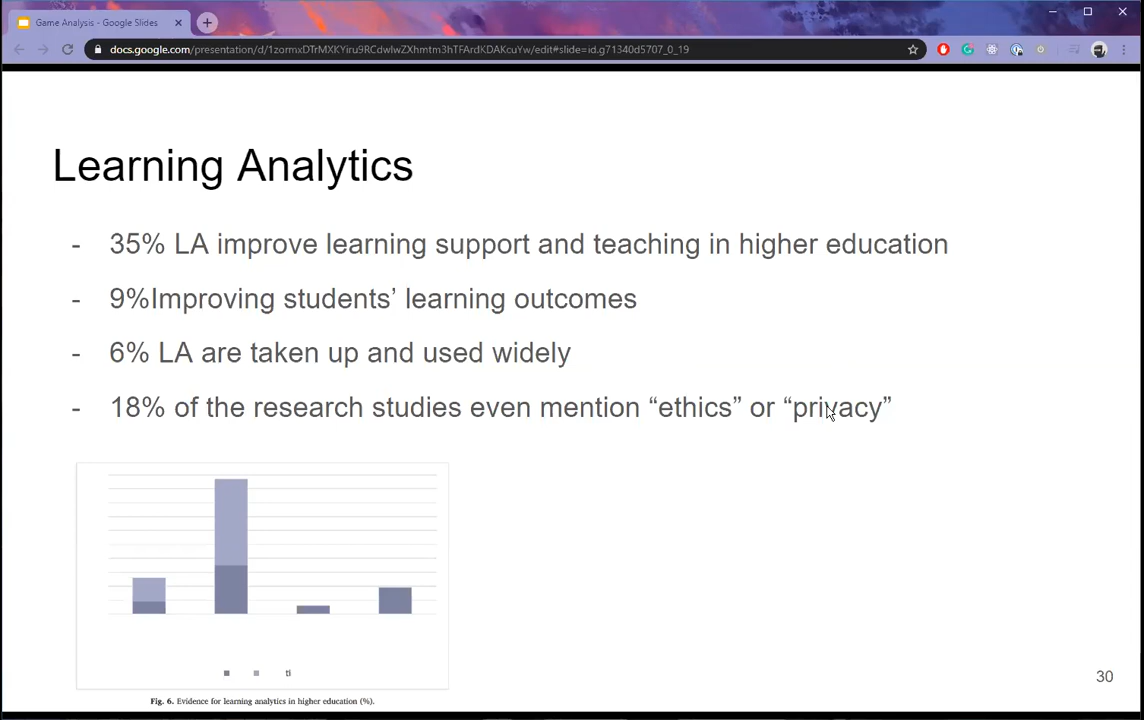 Game Analysis - Google Slides
docs.google.com/presentation/d/1zormxDTrMXKYiru9RCdwlwZXhmtm3hTFArdKDAKcuYw/edit#slide=id.g71340d5707_0_19
Learning Analytics
- 35% LA improve learning support and teaching in higher education
- 9%Improving students’ learning outcomes
- 6% LA are taken up and used widely
- 18% of the research studies even mention “ethics” or “privacy”
ti
Fig. 6. Evidence for learning analytics in higher education (%).
30